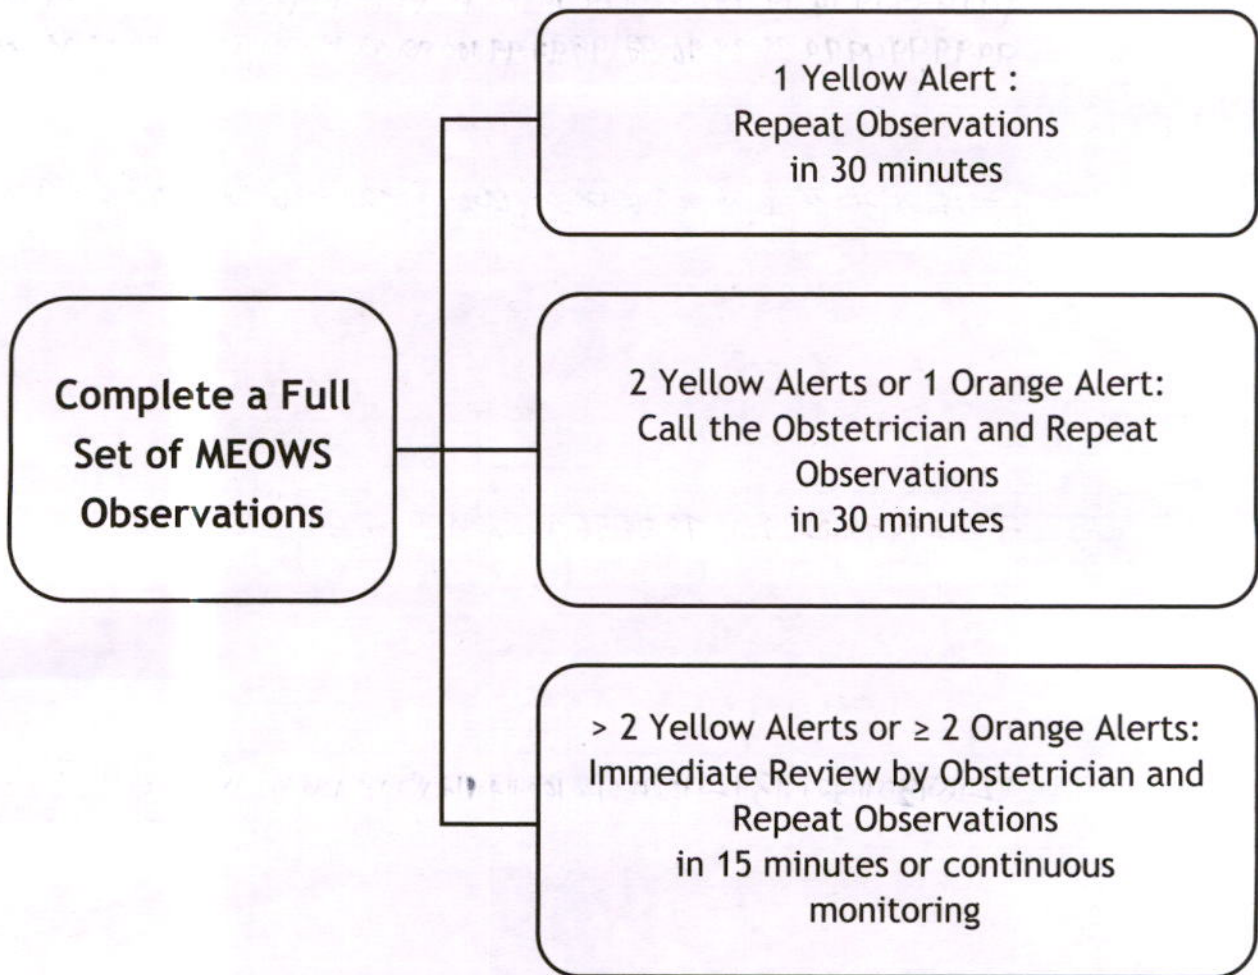 1 Yellow Alert :
Repeat Observations
in 30 minutes
Complete a Full
Set of MEOWS
Observations
2 Yellow Alerts or 1 Orange Alert:
Call the Obstetrician and Repeat
Observations
in 30 minutes
> 2 Yellow Alerts or ≥ 2 Orange Alerts:
Immediate Review by Obstetrician and
Repeat Observations
in 15 minutes or continuous
monitoring